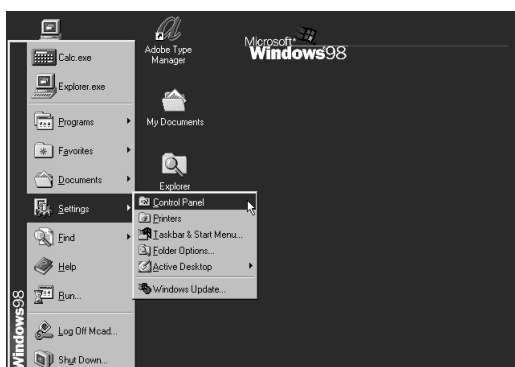 Adobe Type
Manager
Microsoft
Windows98
Calc.exe
Explorer.exe
My Documents
Programs
Favorites
Documents
Explorer
Settings
Control Panel
Printers
Taskbar & Start Menu...
Folder Options...
Active Desktop
Windows Update...
Find
Help
Run...
Log Off Mcad...
Shut Down...
Windows98